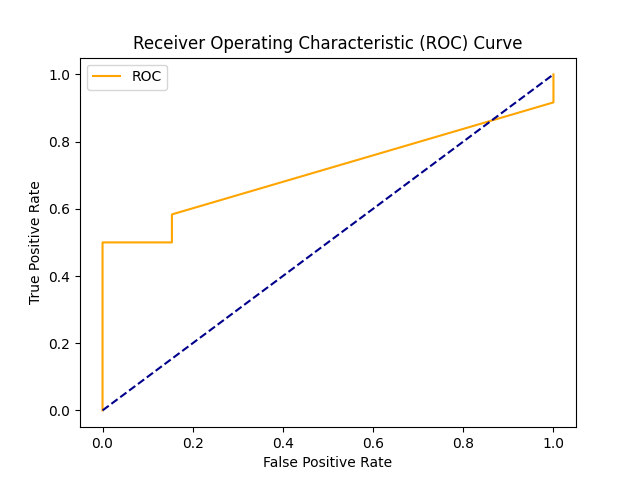 Receiver Operating Characteristic (ROC) Curve
ROC
1.0
0.8
0.6
0.4
0.2
0.0
True Positive Rate
0.0 0.2 0.4 0.6 0.8 1.0
False Positive Rate